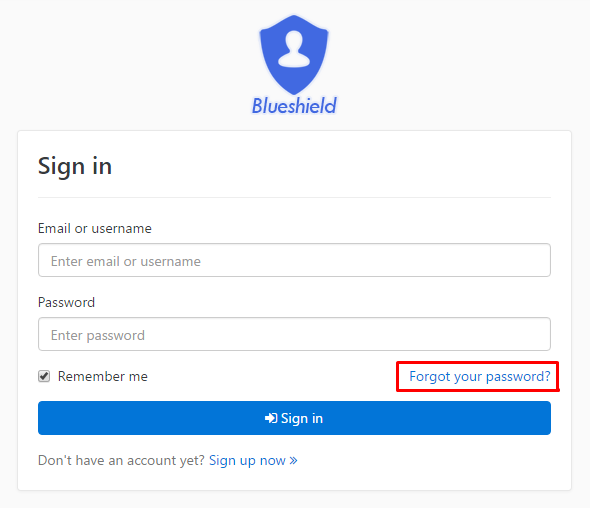 Blueshield
Sign in
Email or username
Enter email or username
Password
Enter password
Remember me
Forgot your password?
Sign in
Don't have an account yet? Sign up now »